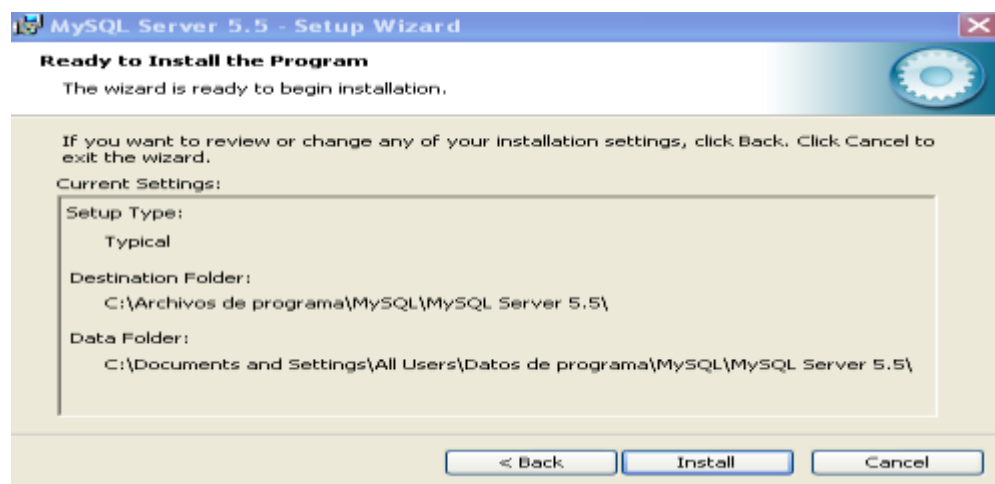 MySQL Server 5.5 - Setup Wizard
Ready to Install the Program
The wizard is ready to begin installation.
If you want to review or change any of your installation settings, click Back. Click Cancel to
exit the wizard.
Current Settings:
Setup Type:
Typical
Destination Folder:
C:\Archivos de programa\MySQL\MySQL Server 5.5\
Data Folder:
C:\Documents and Settings\All Users\Datos de programa\MySQL\MySQL Server 5.5\
< Back
Install
Cancel